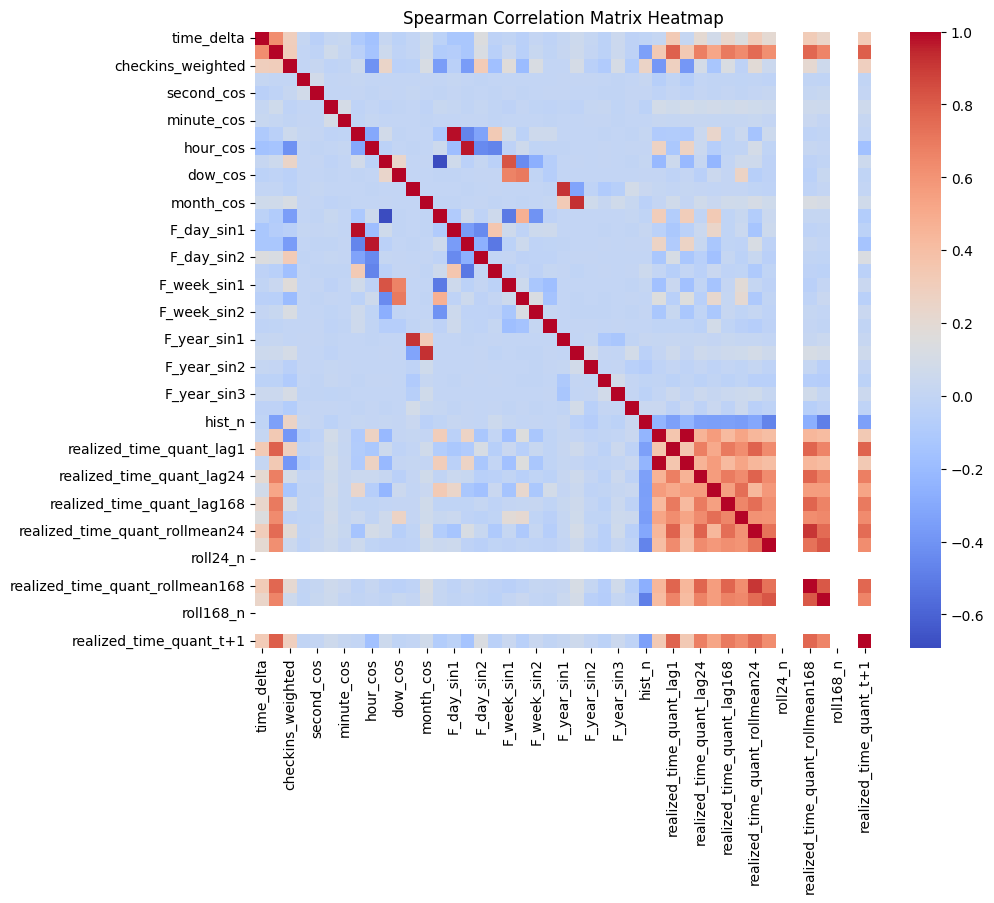 Spearman Correlation Matrix Heatmap
time_delta
checkins_weighted
second_cos
minute_cos
hour_cos
dow_cos
month_cos
F_day_sin1
F_day_sin2
F_week_sin1
F_week_sin2
F_year_sin1
F_year_sin2
F_year_sin3
hist_n
realized_time_quant_lag1
realized_time_quant_lag24
realized_time_quant_lag168
realized_time_quant_rollmean24
roll24_n
realized_time_quant_rollmean168
roll168_n
realized_time_quant_t+1
time_delta
checkins_weighted
second_cos
minute_cos
hour_cos
dow_cos
month_cos
F_day_sin1
F_day_sin2
F_week_sin1
F_week_sin2
F_year_sin1
F_year_sin2
F_year_sin3
hist_n
realized_time_quant_lag1
realized_time_quant_lag24
realized_time_quant_lag168
realized_time_quant_rollmean24
roll24_n
realized_time_quant_rollmean168
roll168_n
realized_time_quant_t+1
1.0
0.8
0.6
0.4
0.2
0.0
−0.2
−0.4
−0.6